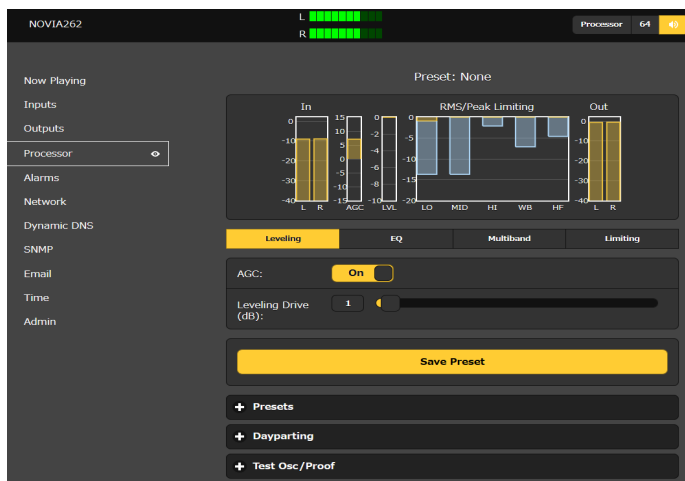 NOVIA262
L
R
Processor 64
Now Playing
Inputs
Outputs
Processor
Alarms
Network
Dynamic DNS
SNMP
Email
Time
Admin
Preset: None
In RMS/Peak Limiting Out
0 15 0 0 0
-10 10 -2 -5 -10
-20 5 -4 -10 -20
-30 0 -6 -15 -30
-40 -5 -8 -20 -40
-10 -10
-15
L R AGC LVL LO MID HI WB HF L R
Leveling EQ Multiband Limiting
AGC: On
Leveling Drive 1
(dB):
Save Preset
Presets
Dayparting
Test Osc/Proof